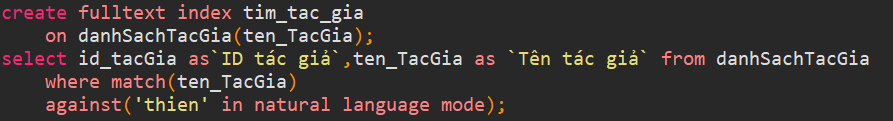 create fulltext index tim_tac_gia
    on danhSachTacGia(ten_TacGia);
select id_tacGia as`ID tác giả`,ten_TacGia as `Tên tác giả` from danhSachTacGia
    where match(ten_TacGia)
    against('thien' in natural language mode);